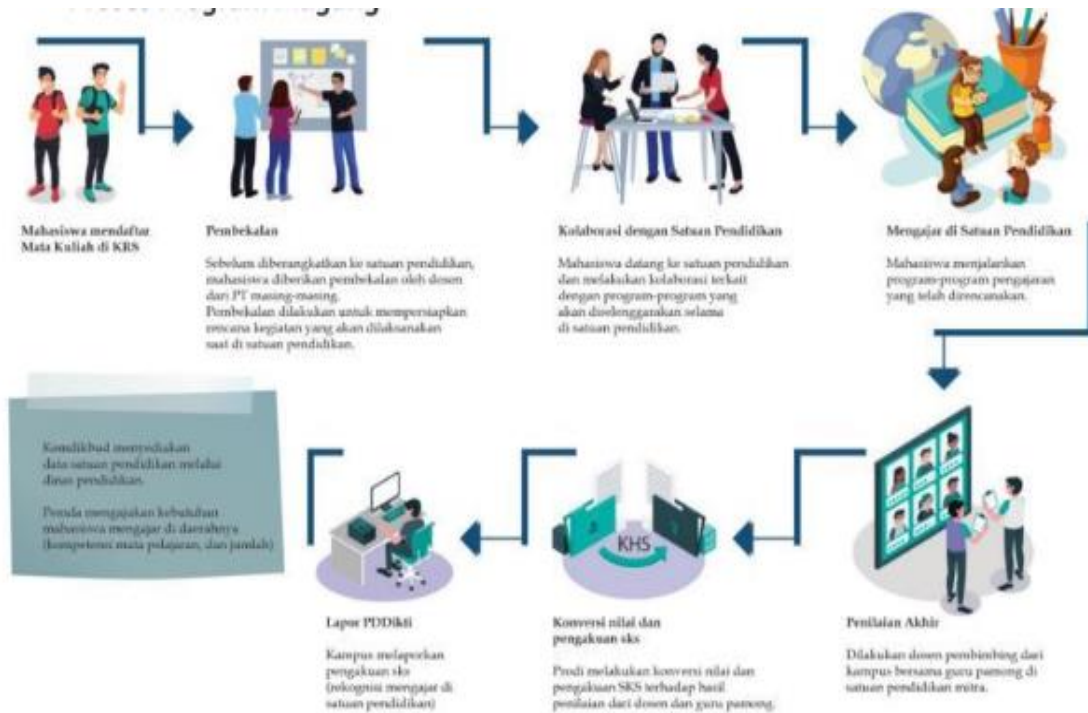 Mahasiswa mendaftar
Mata Kuliah di KRS
Pembekalan
Sebelum diberangkatkan ke satuan pendidikan,
mahasiswa diberikan pembekalan oleh dosen
dari PT masing-masing.
Pembekalan dilakukan untuk mempersiapkan
rencana kegiatan yang akan dilaksanakan
saat di satuan pendidikan.
Kolaborasi dengan Satuan Pendidikan
Mahasiswa datang ke satuan pendidikan
dan melakukan kolaborasi terkait
dengan program-program yang
akan diselenggarakan selama
di satuan pendidikan.
Mengajar di Satuan Pendidikan
Mahasiswa menjalankan
program-program pengajaran
yang telah direncanakan.
Kemdikbud menyediakan
data satuan pendidikan melalui
dinas pendidikan.
Pemda mengajukan kebutuhan
mahasiswa mengajar di daerahnya
(kompetensi mata pelajaran, dan jumlah)
Lapor PDDikti
Kampus melaporkan
pengakuan sks
(rekognisi mengajar di
satuan pendidikan)
KHS
Konversi nilai dan
pengakuan sks
Prodi melakukan konversi nilai dan
pengakuan SKS terhadap hasil
penilaian dari dosen dan guru pamong.
Penilaian Akhir
Dilakukan dosen pembimbing dari
kampus bersama guru pamong di
satuan pendidikan mitra.